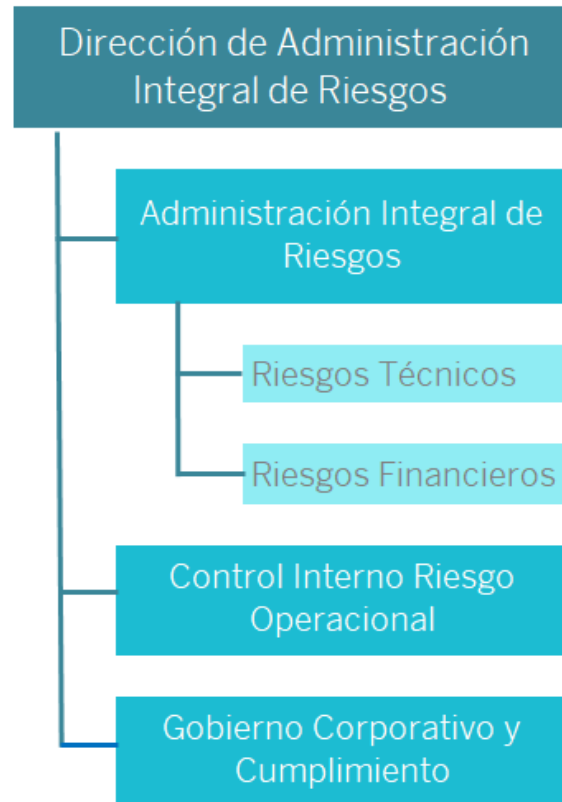 Dirección de Administración
Integral de Riesgos
Administración Integral de
Riesgos
Riesgos Técnicos
Riesgos Financieros
Control Interno Riesgo
Operacional
Gobierno Corporativo y
Cumplimiento